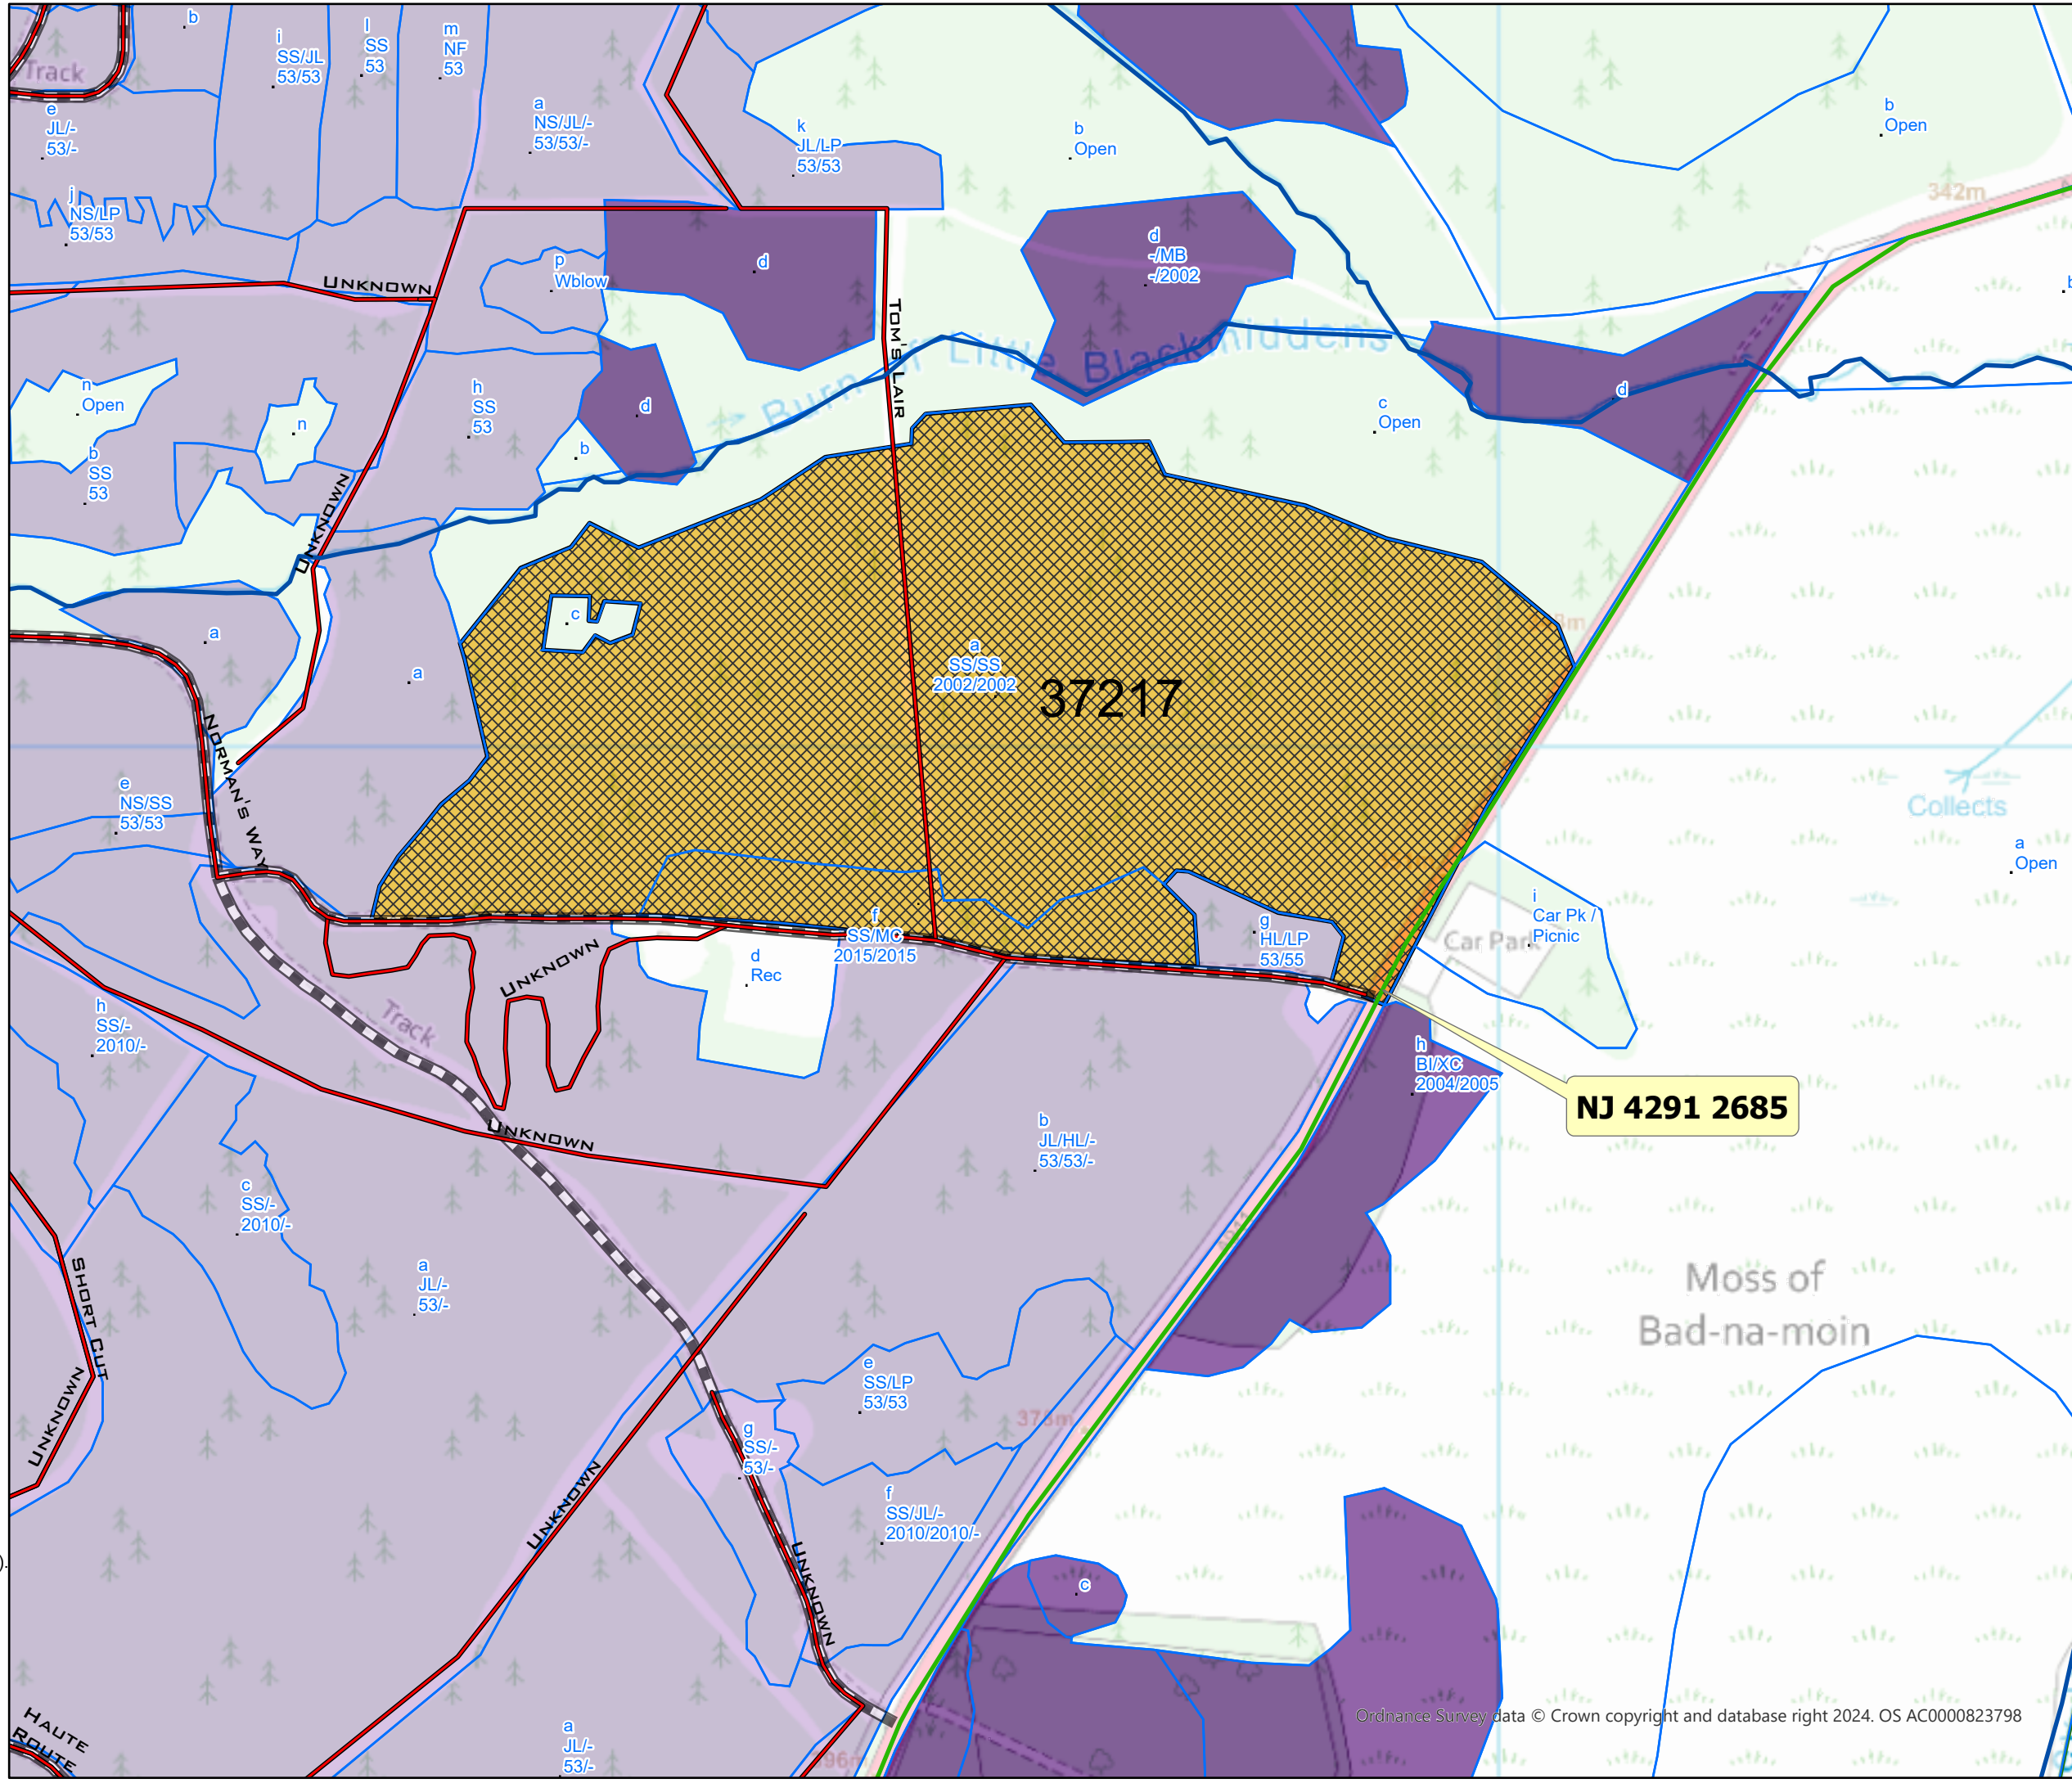 b
i
SS/JL
53/53
l
SS
53
m
NF
53
Track
e
JL/-
53/-
a
NS/JL/-
53/53/-
k
JL/LP
53/53
b
Open
b
Open
342m
j
NS/LP
53/53
UNKNOWN
p
Wblow
d
d
-/MB
-/2002
TOM'S LAIR
Burn of Little Blackmiddens
n
Open
n
b
SS
53
h
SS
53
b
d
c
Open
d
UNKNOWN
c
a
a
a
SS/SS
2002/2002
37217
NORMAN'S WAY
e
NS/SS
53/53
Collects
a
Open
f
SS/MC
2015/2015
g
HL/LP
53/55
i
Car Pk /
Picnic
Car Park
d
Rec
UNKNOWN
Track
h
SS/-
2010/-
h
BI/XC
2004/2005
NJ 4291 2685
UNKNOWN
b
JL/HL/-
53/53/-
c
SS/-
2010/-
a
JL/-
53/-
SHORT CUT
UNKNOWN
Moss of
Bad-na-moin
e
SS/LP
53/53
373m
g
SS/-
53/-
f
SS/JL/-
2010/2010/-
UNKNOWN
UNKNOWN
c
).
HAUTE
ROUTE
a
JL/-
53/-
396m
Ordnance Survey data © Crown copyright and database right 2024. OS AC0000823798